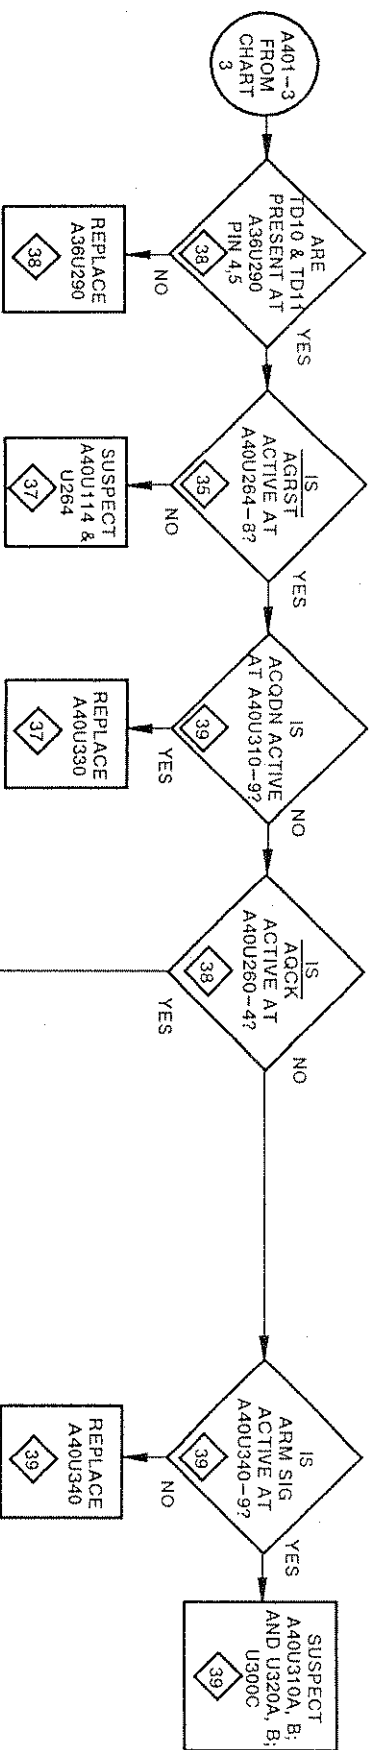 A401-3
FROM
CHART
3
ARE
TD10 & TD11
PRESENT AT
A36U290
PIN 4,5
38
YES
NO
REPLACE
A36U290
38
IS
AGRST
ACTIVE AT
A40U264-8?
35
YES
NO
SUSPECT
A40U114 &
U264
37
IS
ACQDN ACTIVE
AT A40U310-9?
39
NO
YES
REPLACE
A40U330
37
IS
AQCK
ACTIVE AT
A40U260-4?
38
NO
YES
IS
ARM SIG
ACTIVE AT
A40U340-9?
39
YES
NO
REPLACE
A40U340
39
SUSPECT
A40U310A, B;
AND U320A, B;
U300C
39